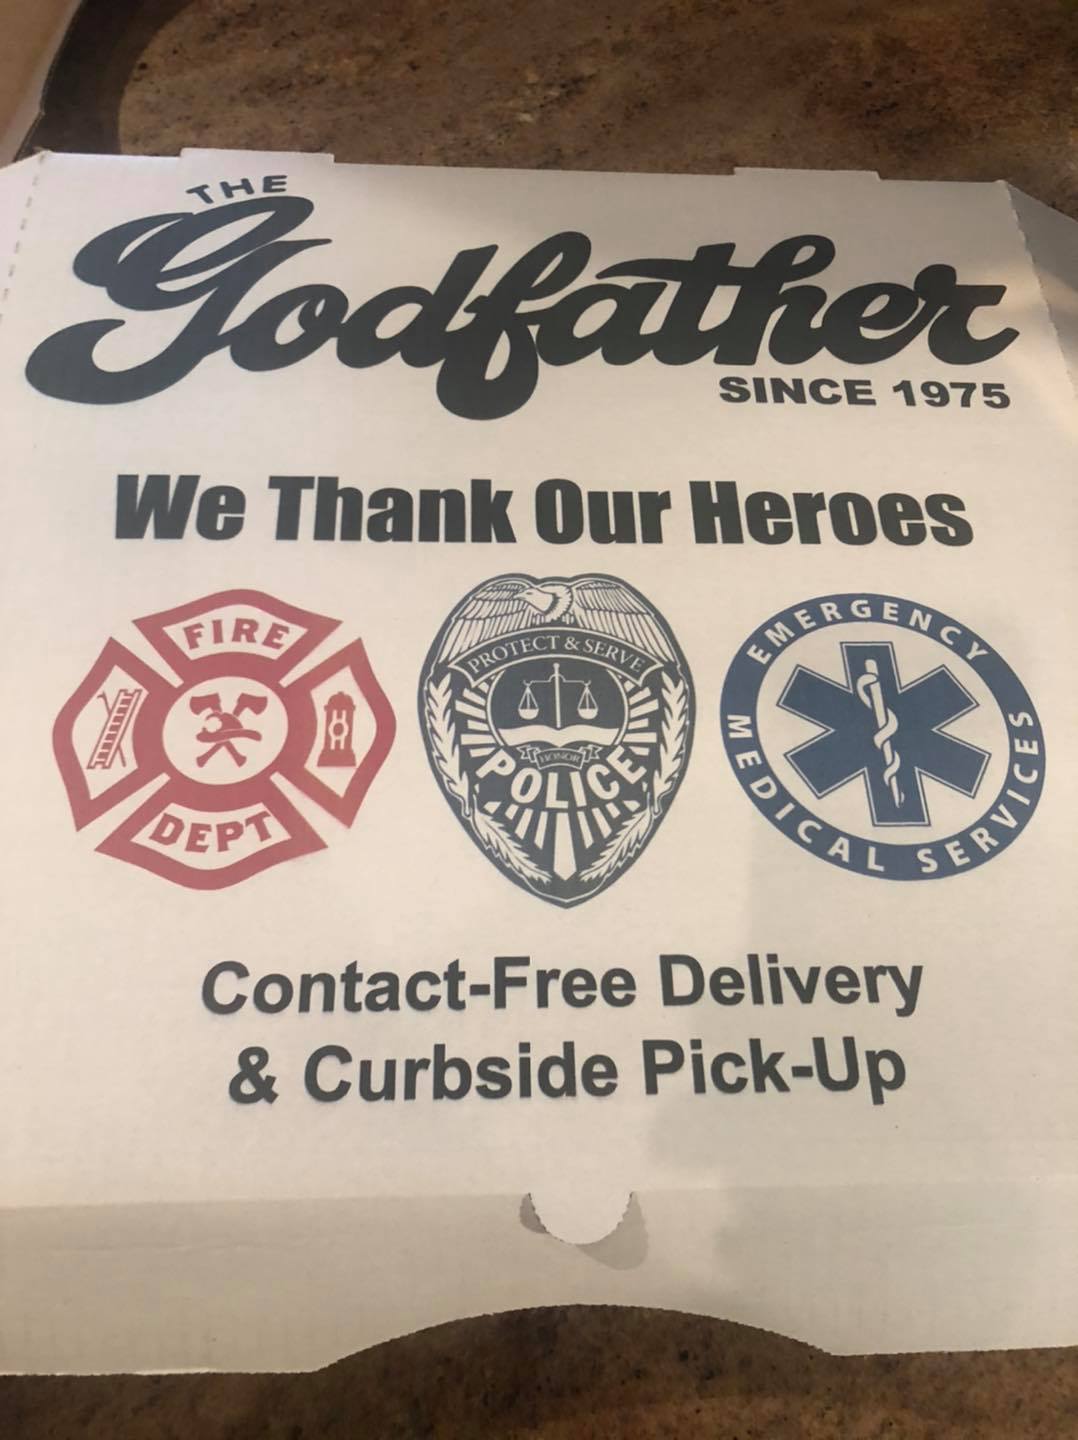 THE
Godfather
SINCE 1975
We Thank Our Heroes
FIRE
DEPT
PROTECT & SERVE
HONOR
POLICE
EMERGENCY
MEDICAL SERVICES
Contact-Free Delivery
& Curbside Pick-Up